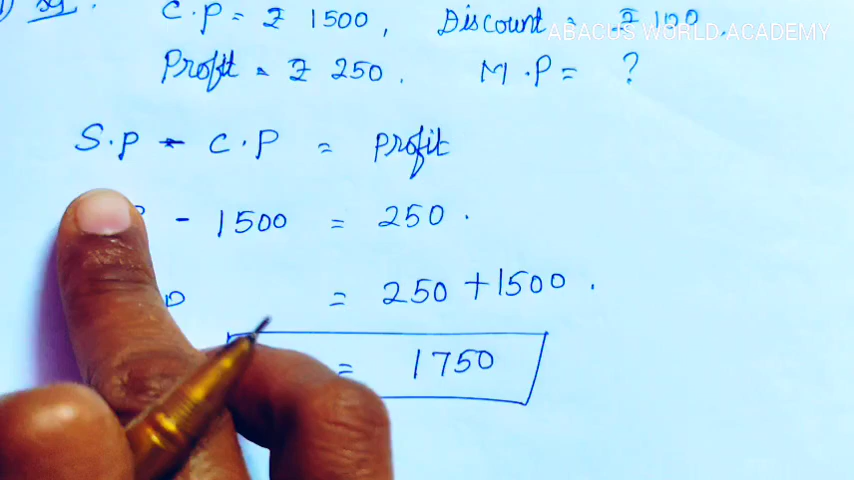 C.P = ₹ 1500, Discount = ₹ 100.
ABACUS WORLD ACADEMY
Profit = ₹ 250. M.P = ?
S.P - C.P = Profit
P - 1500 = 250.
P = 250 + 1500.
= 1750